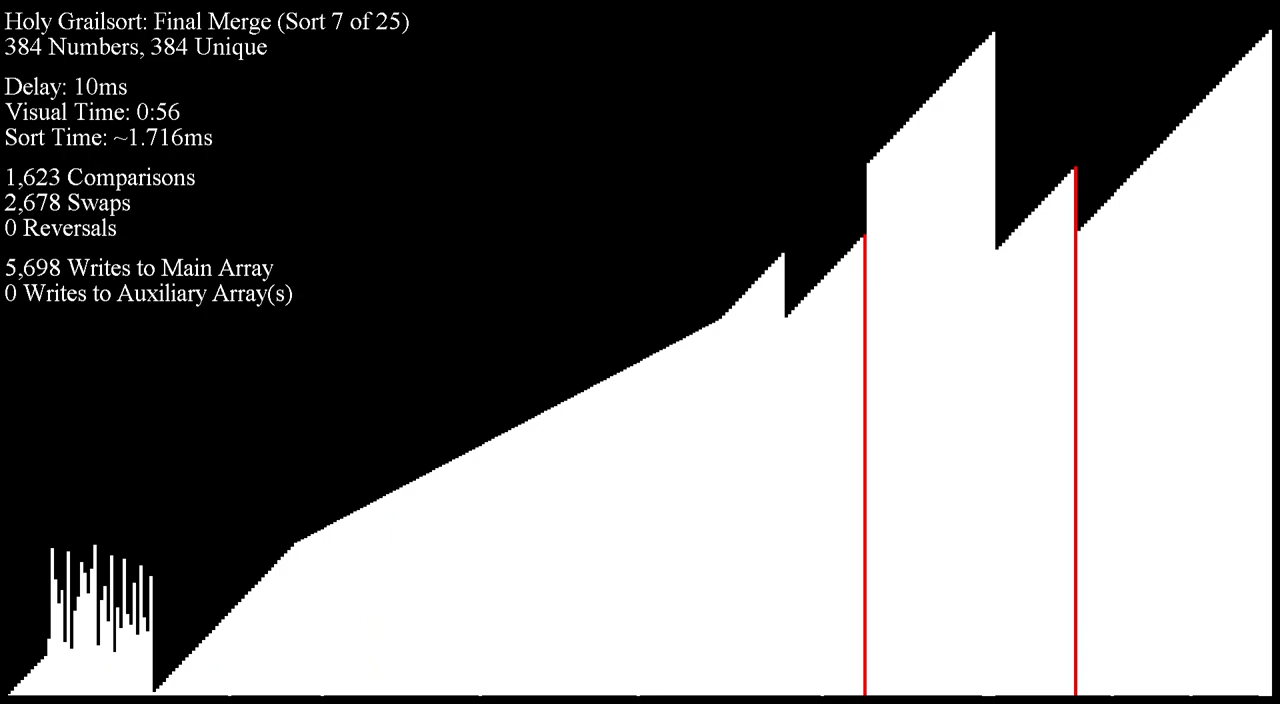 Holy Grailsort: Final Merge (Sort 7 of 25)
384 Numbers, 384 Unique
Delay: 10ms
Visual Time: 0:56
Sort Time: ~1.716ms
1,623 Comparisons
2,678 Swaps
0 Reversals
5,698 Writes to Main Array
0 Writes to Auxiliary Array(s)